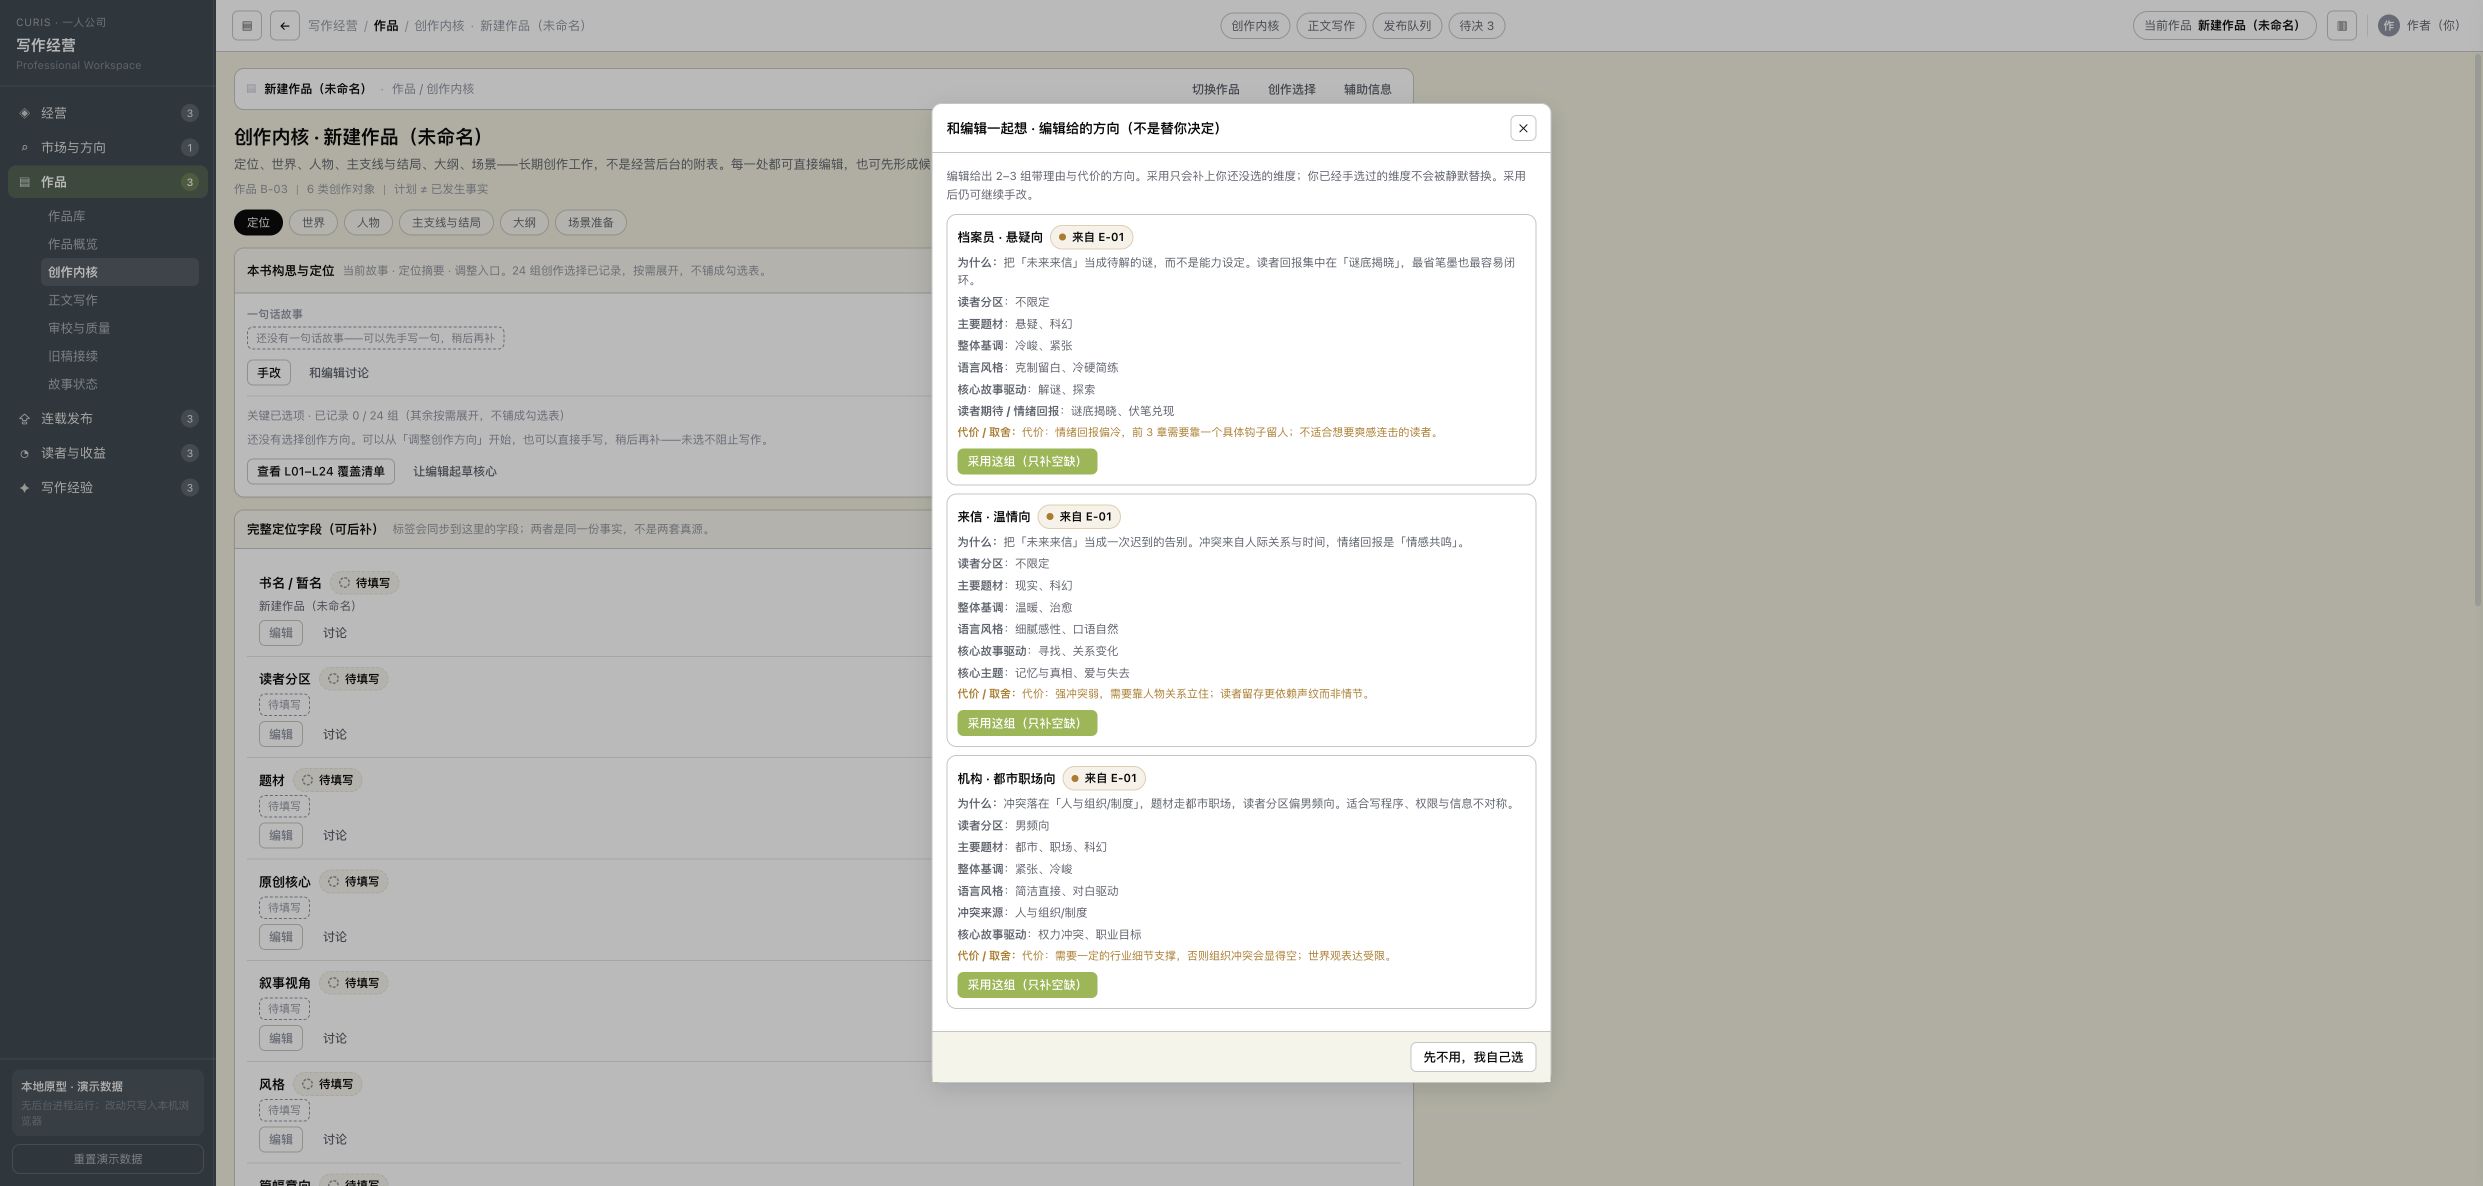 CURIS · 一人公司
写作经营
Professional Workspace
经营 3
市场与方向 1
作品 3
作品库
作品概览
创作内核
正文写作
审校与质量
旧稿接续
故事状态
连载发布 3
读者与收益 3
写作经验 3
本地原型 · 演示数据
无后台进程运行；改动只写入本机浏
览器
重置演示数据
写作经营 / 作品 / 创作内核 · 新建作品（未命名）
创作内核 正文写作 发布队列 待决 3
当前作品 新建作品（未命名）
作 作者（你）
新建作品（未命名） · 作品 / 创作内核
切换作品 创作选择 辅助信息
创作内核 · 新建作品（未命名）
定位、世界、人物、主支线与结局、大纲、场景——长期创作工作，不是经营后台的附表。每一处都可直接编辑，也可先形成候
作品 B-03 | 6 类创作对象 | 计划 ≠ 已发生事实
定位 世界 人物 主支线与结局 大纲 场景准备
本书构思与定位 当前故事 · 定位摘要 · 调整入口。24 组创作选择已记录，按需展开，不铺成勾选表。
一句话故事
还没有一句话故事——可以先手写一句，稍后再补
手改 和编辑讨论
关键已选项 · 已记录 0 / 24 组（其余按需展开，不铺成勾选表）
还没有选择创作方向。可以从「调整创作方向」开始，也可以直接手写，稍后再补——未选不阻止写作。
查看 L01–L24 覆盖清单 让编辑起草核心
完整定位字段（可后补） 标签会同步到这里的字段；两者是同一份事实，不是两套真源。
书名 / 暂名 待填写
新建作品（未命名）
编辑 讨论
读者分区 待填写
待填写
编辑 讨论
题材 待填写
待填写
编辑 讨论
原创核心 待填写
待填写
编辑 讨论
叙事视角 待填写
待填写
编辑 讨论
风格 待填写
待填写
编辑 讨论
篇幅意向 待填写
和编辑一起想 · 编辑给的方向（不是替你决定）
编辑给出 2–3 组带理由与代价的方向。采用只会补上你还没选的维度；你已经手选过的维度不会被静默替换。采用
后仍可继续手改。
档案员 · 悬疑向 来自 E-01
为什么：把「未来来信」当成待解的谜，而不是能力设定。读者回报集中在「谜底揭晓」，最省笔墨也最容易闭
环。
读者分区：不限定
主要题材：悬疑、科幻
整体基调：冷峻、紧张
语言风格：克制留白、冷硬简练
核心故事驱动：解谜、探索
读者期待 / 情绪回报：谜底揭晓、伏笔兑现
代价 / 取舍：代价：情绪回报偏冷，前 3 章需要靠一个具体钩子留人；不适合想要爽感连击的读者。
采用这组（只补空缺）
来信 · 温情向 来自 E-01
为什么：把「未来来信」当成一次迟到的告别。冲突来自人际关系与时间，情绪回报是「情感共鸣」。
读者分区：不限定
主要题材：现实、科幻
整体基调：温暖、治愈
语言风格：细腻感性、口语自然
核心故事驱动：寻找、关系变化
核心主题：记忆与真相、爱与失去
代价 / 取舍：代价：强冲突弱，需要靠人物关系立住；读者留存更依赖声纹而非情节。
采用这组（只补空缺）
机构 · 都市职场向 来自 E-01
为什么：冲突落在「人与组织/制度」，题材走都市职场，读者分区偏男频向。适合写程序、权限与信息不对称。
读者分区：男频向
主要题材：都市、职场、科幻
整体基调：紧张、冷峻
语言风格：简洁直接、对白驱动
冲突来源：人与组织/制度
核心故事驱动：权力冲突、职业目标
代价 / 取舍：代价：需要一定的行业细节支撑，否则组织冲突会显得空；世界观表达受限。
采用这组（只补空缺）
先不用，我自己选